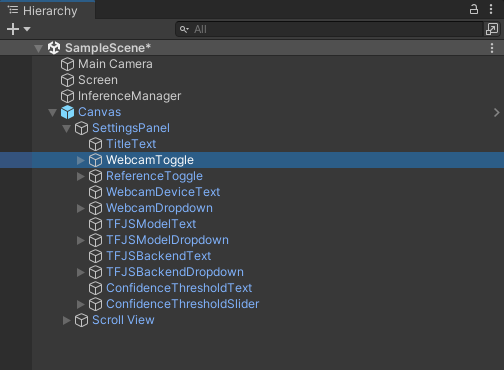 Hierarchy
All
SampleScene*
Main Camera
Screen
InferenceManager
Canvas
SettingsPanel
TitleText
WebcamToggle
ReferenceToggle
WebcamDeviceText
WebcamDropdown
TFJSModelText
TFJSModelDropdown
TFJSBackendText
TFJSBackendDropdown
ConfidenceThresholdText
ConfidenceThresholdSlider
Scroll View